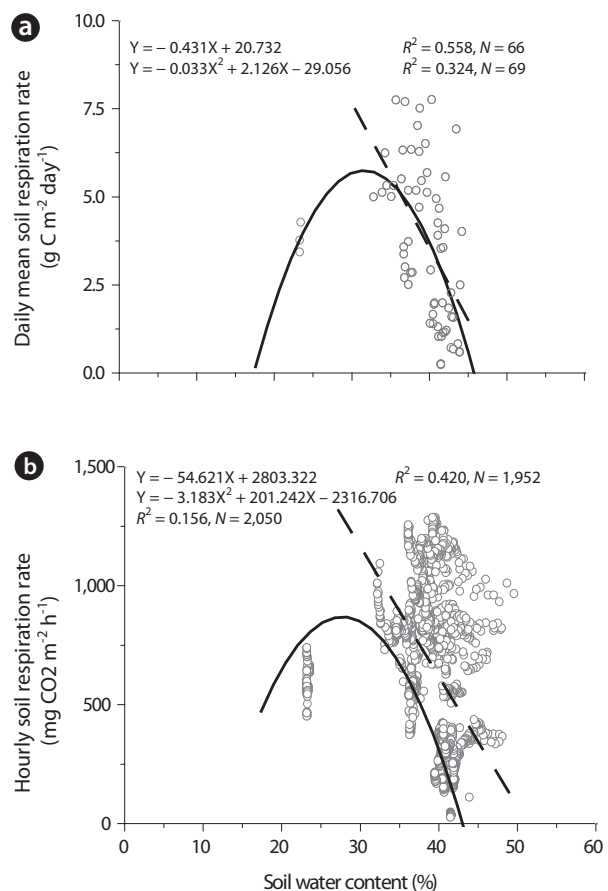 a
10.0
7.5
5.0
2.5
0.0
Daily mean soil respiration rate
(g C m⁻² day⁻¹)
Y = − 0.431X + 20.732 R² = 0.558, N = 66
Y = − 0.033X² + 2.126X − 29.056 R² = 0.324, N = 69
b
1,500
1,000
500
0
Hourly soil respiration rate
(mg CO2 m⁻² h⁻¹)
Y = − 54.621X + 2803.322 R² = 0.420, N = 1,952
Y = − 3.183X² + 201.242X − 2316.706
R² = 0.156, N = 2,050
0 10 20 30 40 50 60
Soil water content (%)